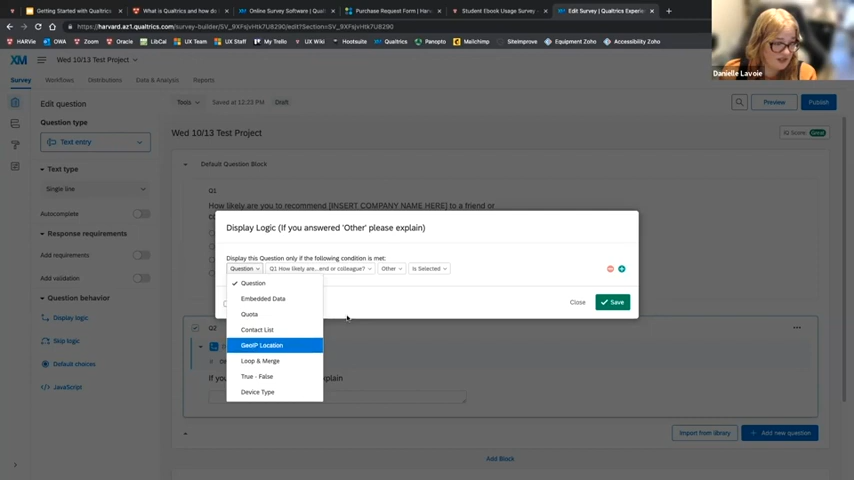 Getting Started with Qualtrics
What is Qualtrics and how do
Online Survey Software | Qu
Purchase Request Form | Har
Student Ebook Usage Survey -
Edit Survey | Qualtrics Experien
harvard.az1.qualtrics.com/survey-builder/SV_9XFsjvHtk7U8290/edit?Section=SV_9XFsjvHtk7U8290
HARVie
OWA
Zoom
Oracle
LibCal
UX Team
UX Staff
My Trello
UX Wiki
Hootsuite
Qualtrics
Panopto
Mailchimp
SiteImprove
Equipment Zoho
Accessibility Zoho
Danielle Lavoie
XM
Wed 10/13 Test Project
Survey
Workflows
Distributions
Data & Analysis
Reports
Edit question
Tools
Saved at 12:23 PM
Draft
Preview
Publish
Question type
Text entry
Wed 10/13 Test Project
IQ Score: Great
Text type
Default Question Block
Single line
Q1
How likely are you to recommend [INSERT COMPANY NAME HERE] to a friend or
Autocomplete
Response requirements
Add requirements
Add validation
Question behavior
Display logic
Skip logic
Default choices
JavaScript
Display Logic (If you answered 'Other' please explain)
Display this Question only if the following condition is met:
Question
Q1 How likely are...end or colleague?
Other
Is Selected
Question
Embedded Data
Quota
Contact List
GeoIP Location
Loop & Merge
True - False
Device Type
Close
Save
Q2
If you
explain
Import from library
Add new question
Add Block